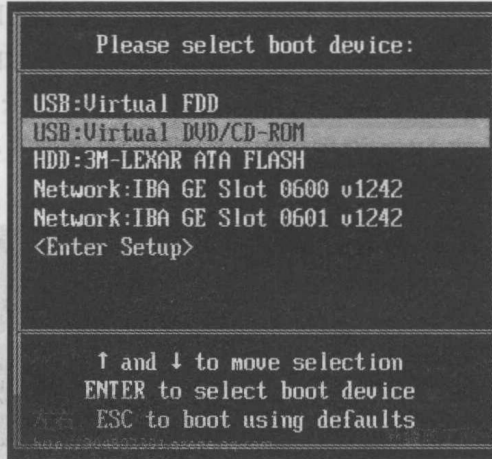 Please select boot device:
USB:Virtual FDD
USB:Virtual DVD/CD-ROM
HDD:3M-LEXAR ATA FLASH
Network:IBA GE Slot 0600 v1242
Network:IBA GE Slot 0601 v1242
<Enter Setup>
↑ and ↓ to move selection
ENTER to select boot device
ESC to boot using defaults